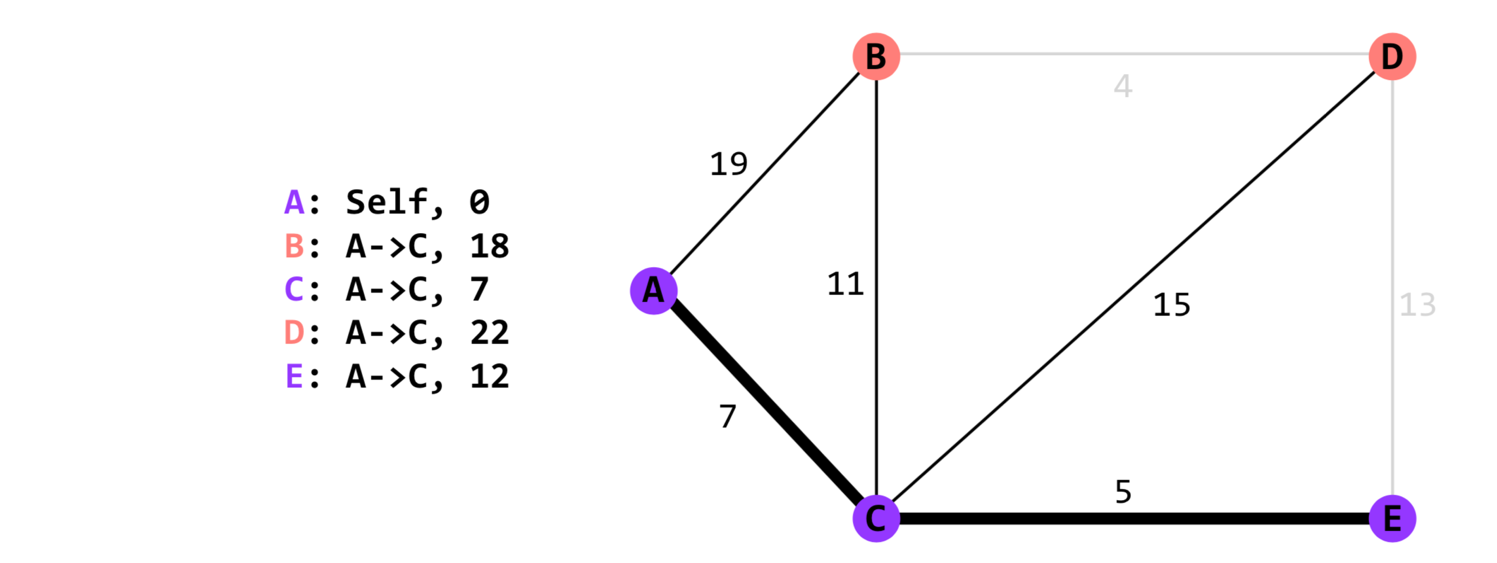 A: Self, 0
B: A->C, 18
C: A->C, 7
D: A->C, 22
E: A->C, 12
B
D
4
19
A
11
15
13
7
5
C
E